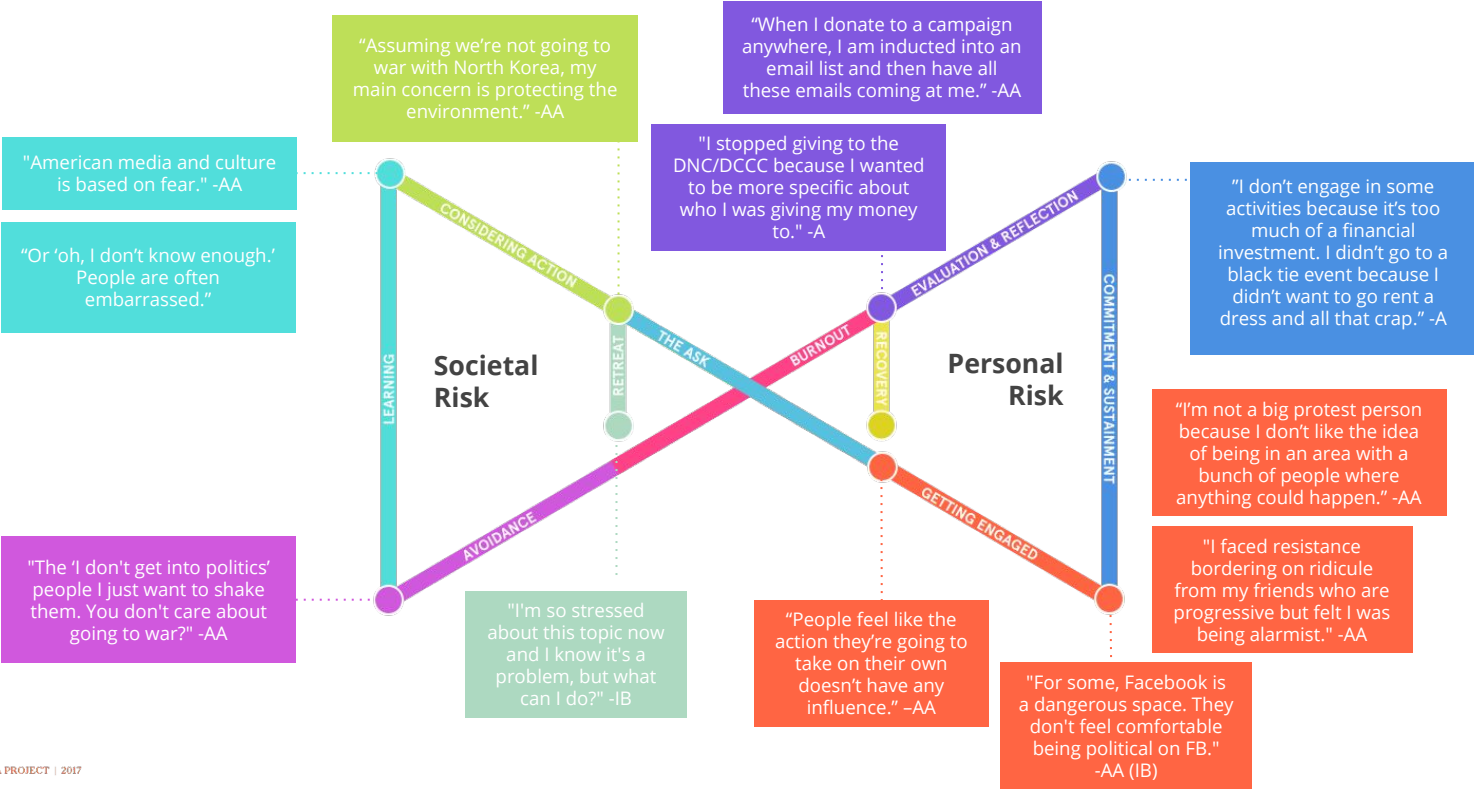 “When I donate to a campaign
anywhere, I am inducted into an
email list and then have all
these emails coming at me.” -AA
“Assuming we’re not going to
war with North Korea, my
main concern is protecting the
environment.” -AA
"I stopped giving to the
DNC/DCCC because I wanted
to be more specific about
who I was giving my money
to." -A
"American media and culture
is based on fear." -AA
”I don’t engage in some
activities because it’s too
much of a financial
investment. I didn’t go to a
black tie event because I
didn’t want to go rent a
dress and all that crap.” -A
“Or ‘oh, I don’t know enough.’
People are often
embarrassed.”
CONSIDERING ACTION
EVALUATION & REFLECTION
LEARNING
Societal
Risk
RETREAT
THE ASK
BURNOUT
RECOVERY
Personal
Risk
COMMITMENT & SUSTAINMENT
“I’m not a big protest person
because I don’t like the idea
of being in an area with a
bunch of people where
anything could happen.” -AA
AVOIDANCE
GETTING ENGAGED
"The ‘I don't get into politics’
people I just want to shake
them. You don't care about
going to war?" -AA
"I faced resistance
bordering on ridicule
from my friends who are
progressive but felt I was
being alarmist." -AA
"I'm so stressed
about this topic now
and I know it's a
problem, but what
can I do?" -IB
“People feel like the
action they’re going to
take on their own
doesn’t have any
influence.” –AA
"For some, Facebook is
a dangerous space. They
don't feel comfortable
being political on FB."
-AA (IB)
PROJECT | 2017